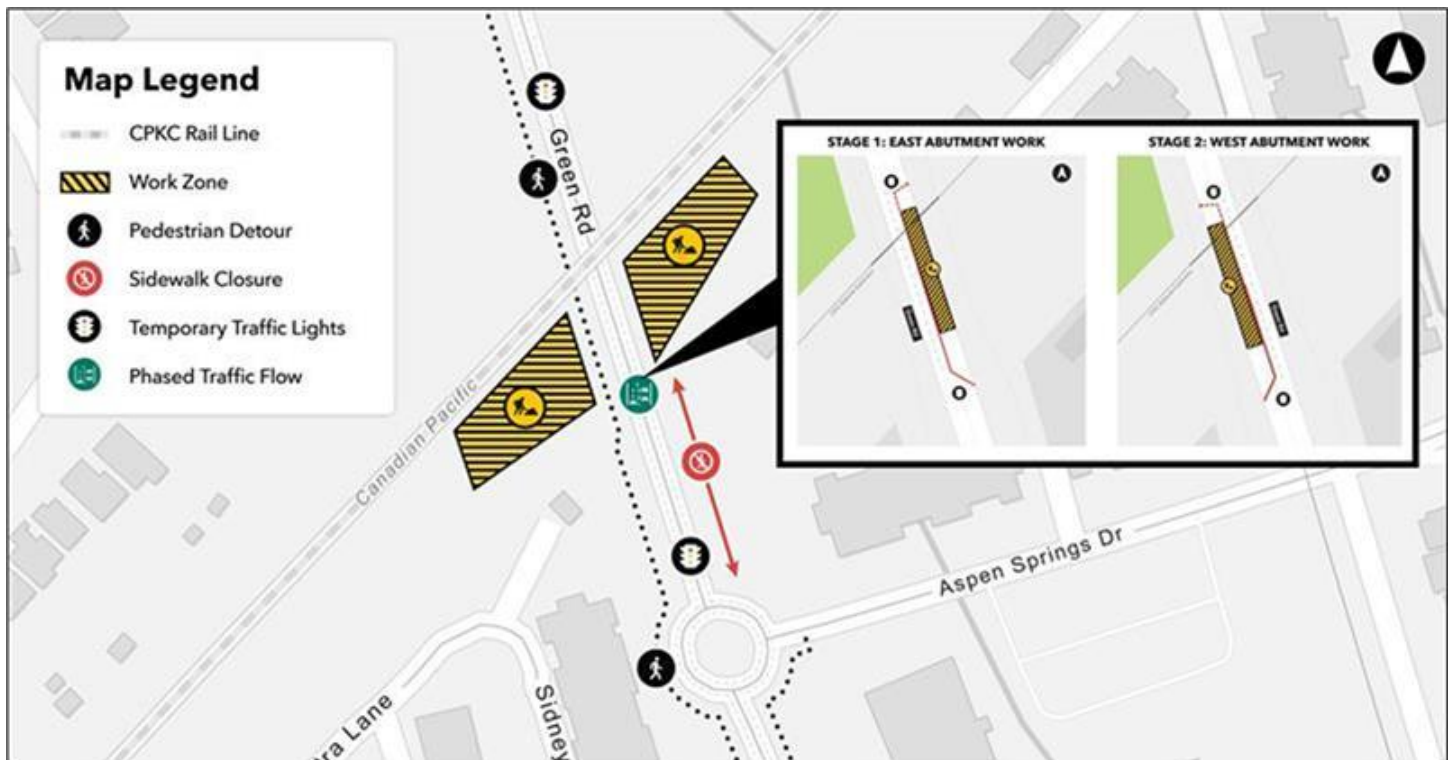 Map Legend
CPKC Rail Line
Work Zone
Pedestrian Detour
Sidewalk Closure
Temporary Traffic Lights
Phased Traffic Flow
Green Rd
STAGE 1: EAST ABUTMENT WORK
STAGE 2: WEST ABUTMENT WORK
Canadian Pacific
Aspen Springs Dr
ra Lane
Sidney